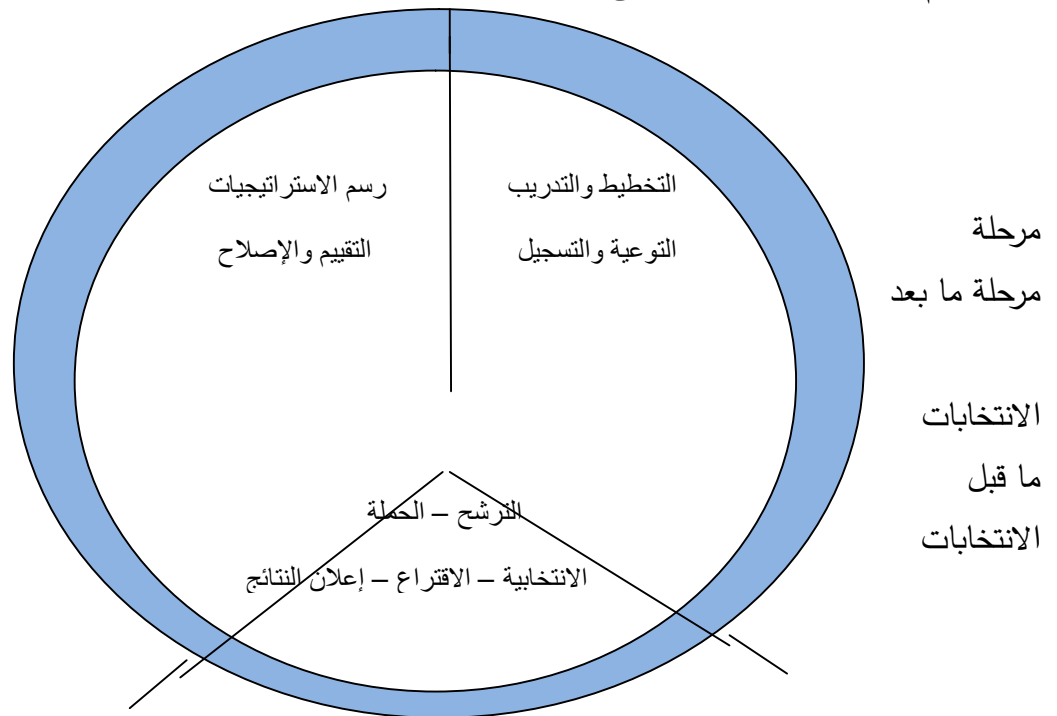 التخطيط والتدريب
رسم الاستراتيجيات
التوعية والتسجيل
التقييم والإصلاح
مرحلة
مرحلة ما بعد
الانتخابات
ما قبل
الانتخابات
الترشح – الحملة
الانتخابية – الاقتراع – إعلان النتائج